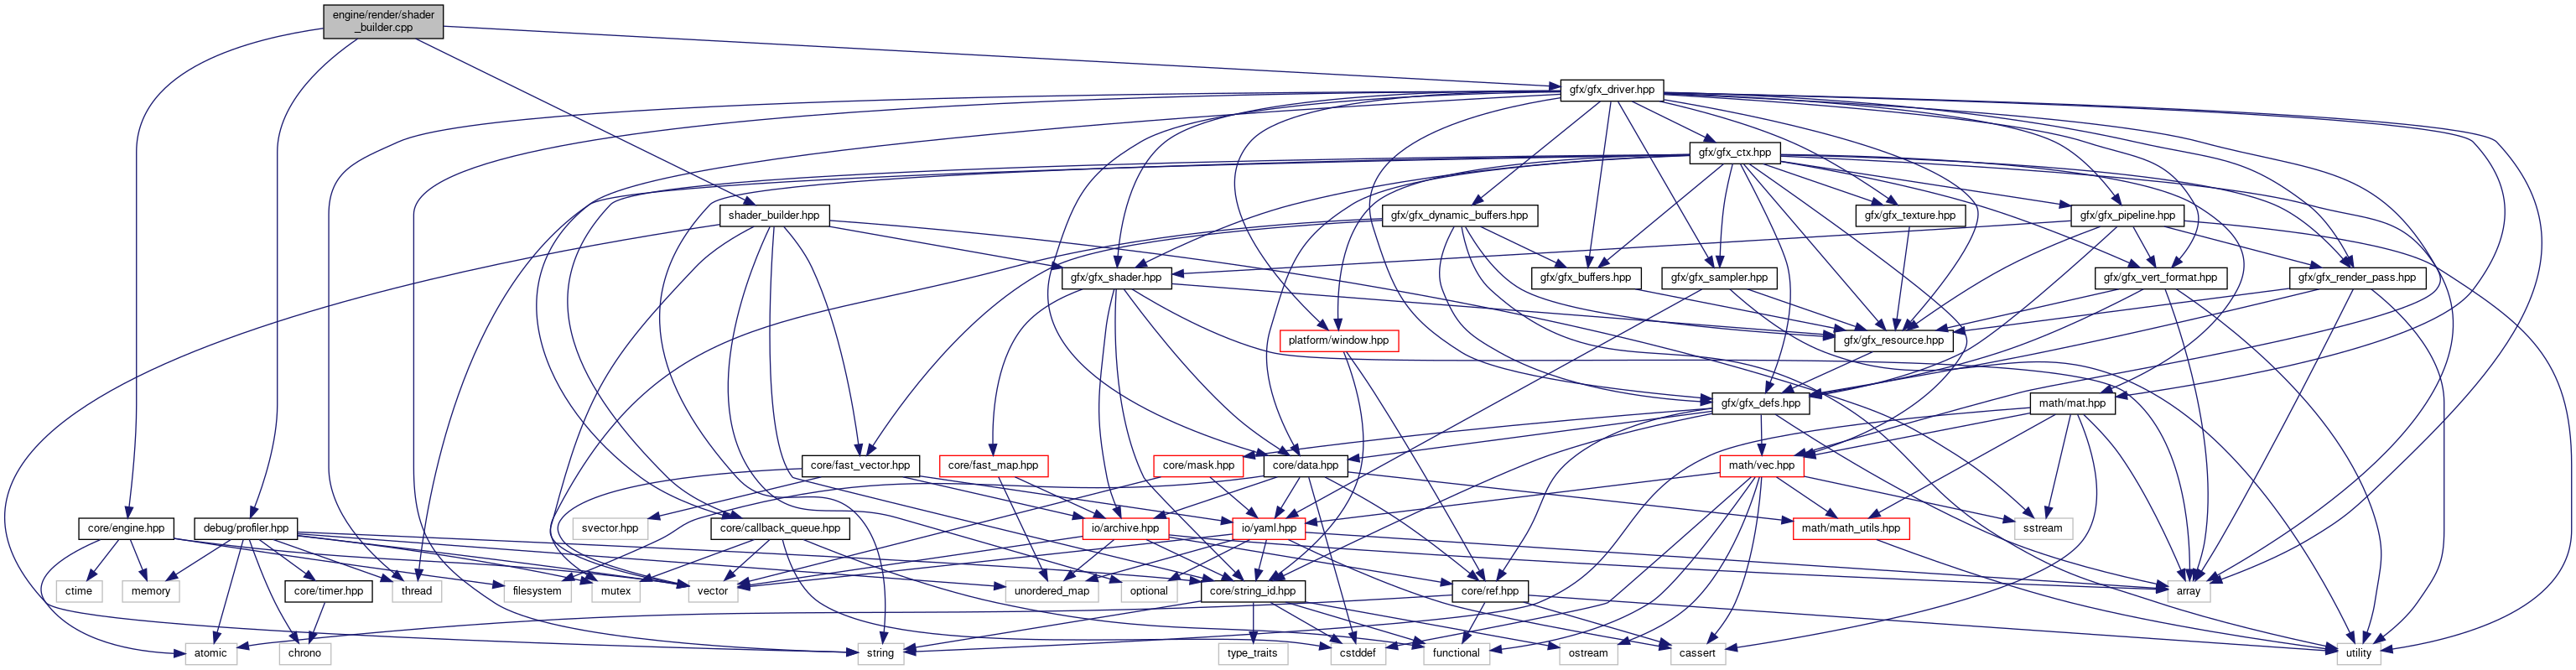 engine/render/shader
_builder.cpp
gfx/gfx_driver.hpp
gfx/gfx_ctx.hpp
shader_builder.hpp
gfx/gfx_dynamic_buffers.hpp
gfx/gfx_texture.hpp
gfx/gfx_pipeline.hpp
gfx/gfx_shader.hpp
gfx/gfx_buffers.hpp
gfx/gfx_sampler.hpp
gfx/gfx_vert_format.hpp
gfx/gfx_render_pass.hpp
platform/window.hpp
gfx/gfx_resource.hpp
gfx/gfx_defs.hpp
math/mat.hpp
core/fast_vector.hpp
core/fast_map.hpp
core/mask.hpp
core/data.hpp
math/vec.hpp
core/engine.hpp
debug/profiler.hpp
svector.hpp
core/callback_queue.hpp
io/archive.hpp
io/yaml.hpp
math/math_utils.hpp
sstream
ctime
memory
core/timer.hpp
thread
filesystem
mutex
vector
unordered_map
optional
core/string_id.hpp
core/ref.hpp
array
atomic
chrono
string
type_traits
cstddef
functional
ostream
cassert
utility